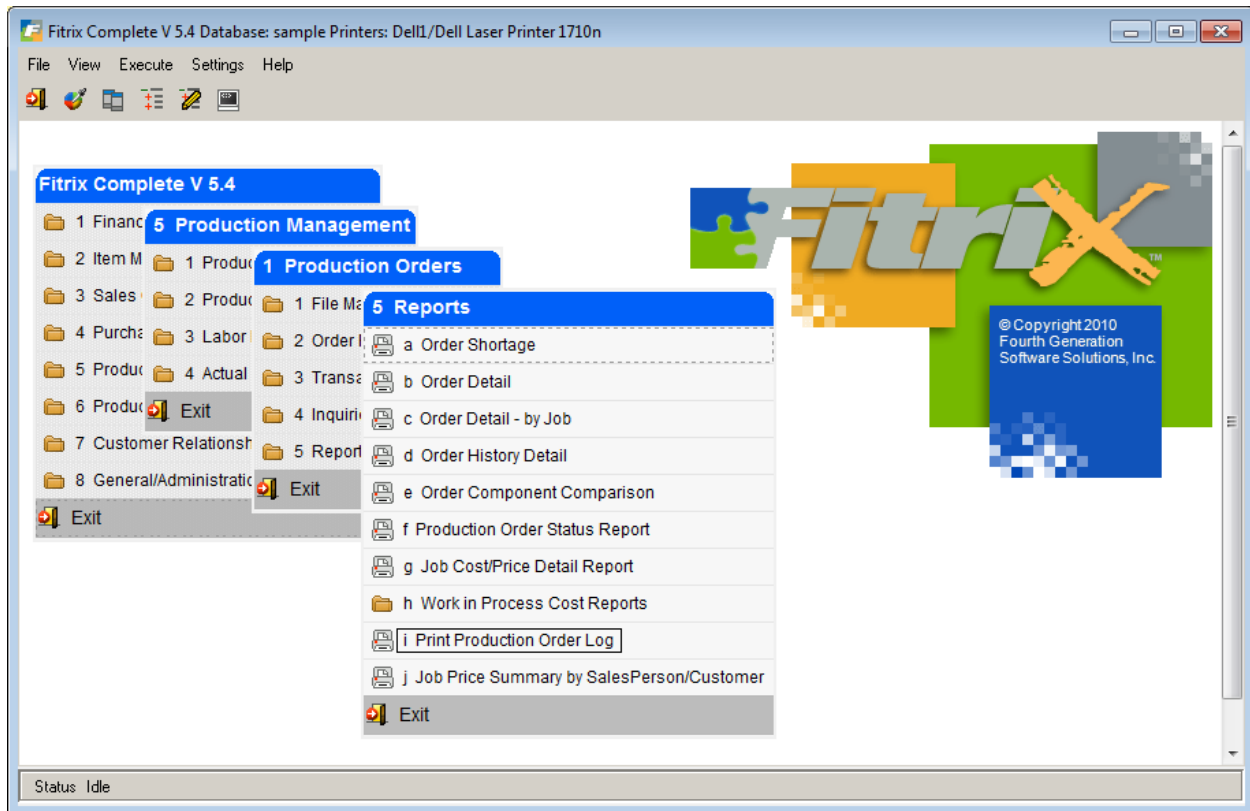 Fitrix Complete V 5.4 Database: sample Printers: Dell1/Dell Laser Printer 1710n
File View Execute Settings Help
Fitrix Complete V 5.4
1 Financ
2 Item M
3 Sales
4 Purcha
5 Produc
6 Produc
7 Customer Relationsh
8 General/Administratio
Exit
5 Production Management
1 Produc
2 Produc
3 Labor
4 Actual
Exit
1 Production Orders
1 File Ma
2 Order
3 Transa
4 Inquiri
5 Report
Exit
5 Reports
a Order Shortage
b Order Detail
c Order Detail - by Job
d Order History Detail
e Order Component Comparison
f Production Order Status Report
g Job Cost/Price Detail Report
h Work in Process Cost Reports
i Print Production Order Log
j Job Price Summary by SalesPerson/Customer
Exit
FitriX™
© Copyright 2010
Fourth Generation
Software Solutions, Inc.
Status Idle